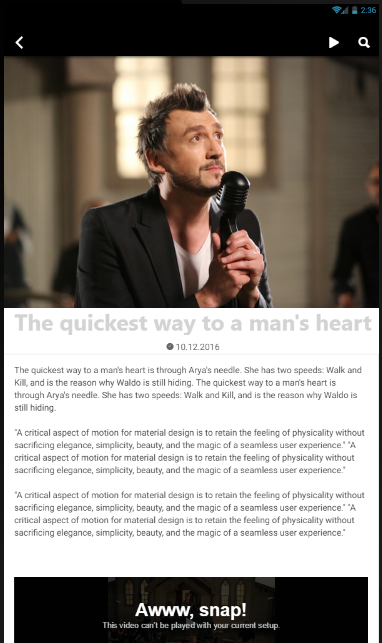 2:36
The quickest way to a man's heart
10.12.2016
The quickest way to a man's heart is through Arya's needle. She has two speeds: Walk and
Kill, and is the reason why Waldo is still hiding. The quickest way to a man's heart is
through Arya's needle. She has two speeds: Walk and Kill, and is the reason why Waldo is
still hiding.
"A critical aspect of motion for material design is to retain the feeling of physicality without
sacrificing elegance, simplicity, beauty, and the magic of a seamless user experience." "A
critical aspect of motion for material design is to retain the feeling of physicality without
sacrificing elegance, simplicity, beauty, and the magic of a seamless user experience."
"A critical aspect of motion for material design is to retain the feeling of physicality without
sacrificing elegance, simplicity, beauty, and the magic of a seamless user experience." "A
critical aspect of motion for material design is to retain the feeling of physicality without
sacrificing elegance, simplicity, beauty, and the magic of a seamless user experience."
Awww, snap!
This video can't be played with your current setup.